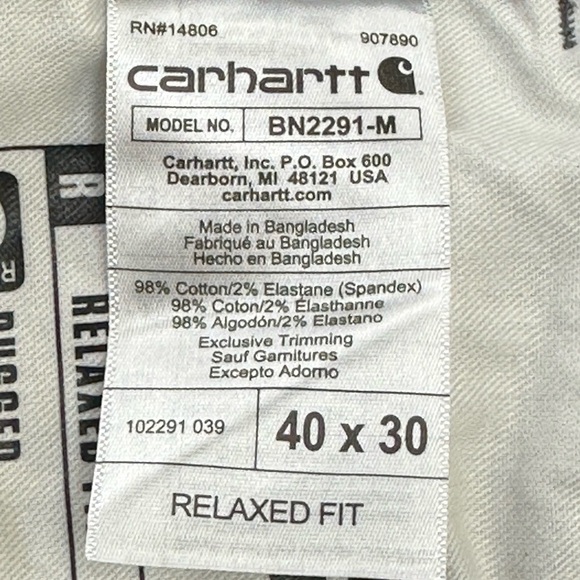 RN#14806
907890
carhartt
MODEL NO. BN2291-M
Carhartt, Inc. P.O. Box 600
Dearborn, MI 48121 USA
carhartt.com
Made in Bangladesh
Fabriqué au Bangladesh
Hecho en Bangladesh
98% Cotton/2% Elastane (Spandex)
98% Coton/2% Élasthanne
98% Algodón/2% Elastano
Exclusive Trimming
Sauf Garnitures
Excepto Adorno
102291 039
40 x 30
RELAXED FIT
R
RELAXED
RUGGED
R